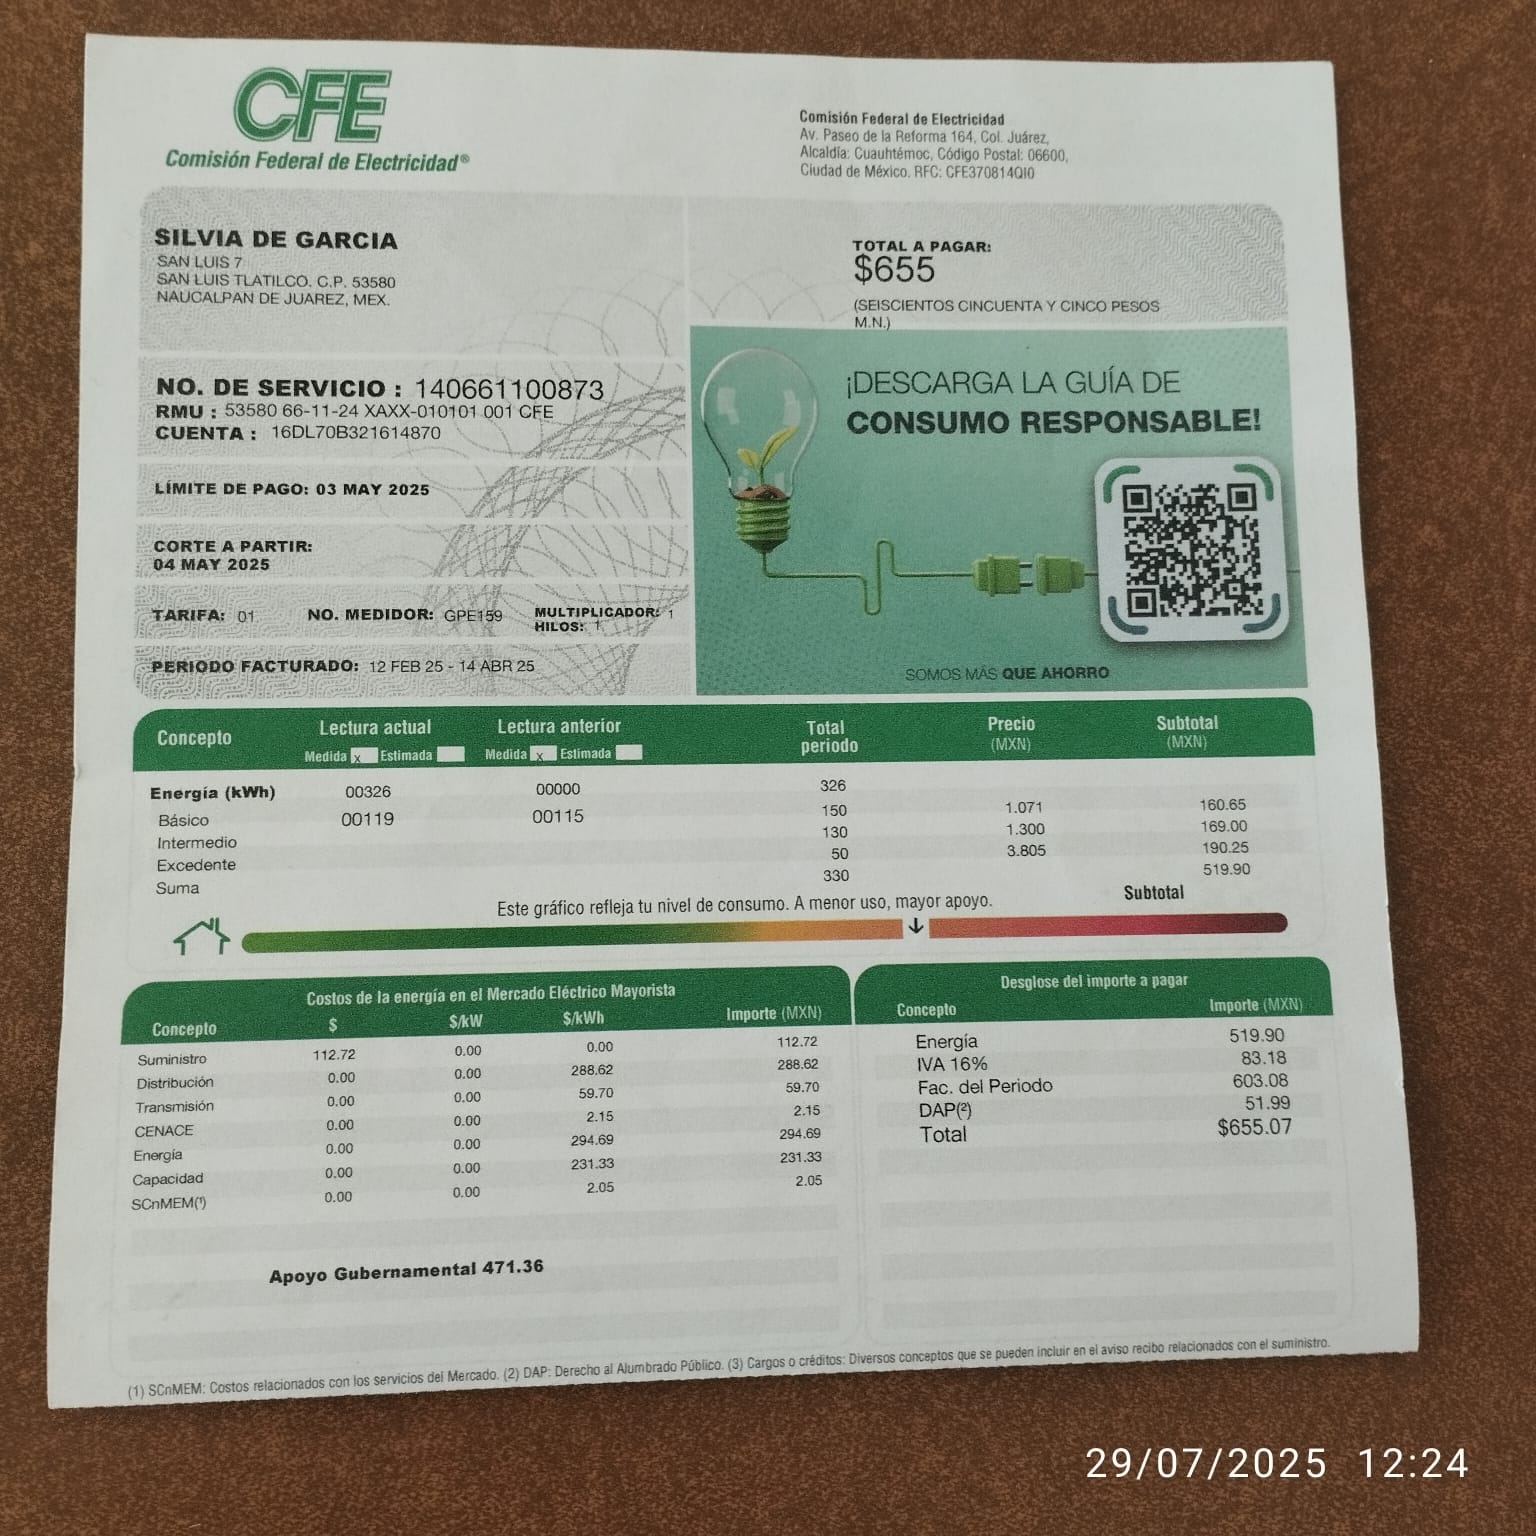 CFE
Comisión Federal de Electricidad®
Comisión Federal de Electricidad
Av. Paseo de la Reforma 164, Col. Juárez,
Alcaldía: Cuauhtémoc, Código Postal: 06600,
Ciudad de México. RFC: CFE370814QI0
SILVIA DE GARCIA
SAN LUIS 7
SAN LUIS TLATILCO. C.P. 53580
NAUCALPAN DE JUAREZ, MEX.
TOTAL A PAGAR:
$655
(SEISCIENTOS CINCUENTA Y CINCO PESOS
M.N.)
NO. DE SERVICIO : 140661100873
RMU : 53580 66-11-24 XAXX-010101 001 CFE
CUENTA : 16DL70B321614870
LÍMITE DE PAGO: 03 MAY 2025
CORTE A PARTIR:
04 MAY 2025
TARIFA: 01 NO. MEDIDOR: GPE159 MULTIPLICADOR: 1
HILOS: 1
PERIODO FACTURADO: 12 FEB 25 - 14 ABR 25
¡DESCARGA LA GUÍA DE
CONSUMO RESPONSABLE!
SOMOS MÁS QUE AHORRO
Concepto Lectura actual Lectura anterior Total periodo Precio (MXN) Subtotal (MXN)
Medida x Estimada Medida x Estimada
Energía (kWh) 00326 00000 326
Básico 00119 00115 150 1.071 160.65
Intermedio 130 1.300 169.00
Excedente 50 3.805 190.25
Suma 330 519.90
Subtotal
Este gráfico refleja tu nivel de consumo. A menor uso, mayor apoyo.
Costos de la energía en el Mercado Eléctrico Mayorista
Concepto $ $/kW $/kWh Importe (MXN)
Suministro 112.72 0.00 0.00 112.72
Distribución 0.00 0.00 288.62 288.62
Transmisión 0.00 0.00 59.70 59.70
CENACE 0.00 0.00 2.15 2.15
Energía 0.00 0.00 294.69 294.69
Capacidad 0.00 0.00 231.33 231.33
SCnMEM(¹) 0.00 0.00 2.05 2.05
Apoyo Gubernamental 471.36
Desglose del importe a pagar
Concepto Importe (MXN)
Energía 519.90
IVA 16% 83.18
Fac. del Periodo 603.08
DAP(²) 51.99
Total $655.07
(1) SCnMEM: Costos relacionados con los servicios del Mercado. (2) DAP: Derecho al Alumbrado Público. (3) Cargos o créditos: Diversos conceptos que se pueden incluir en el aviso recibo relacionados con el suministro.
29/07/2025 12:24